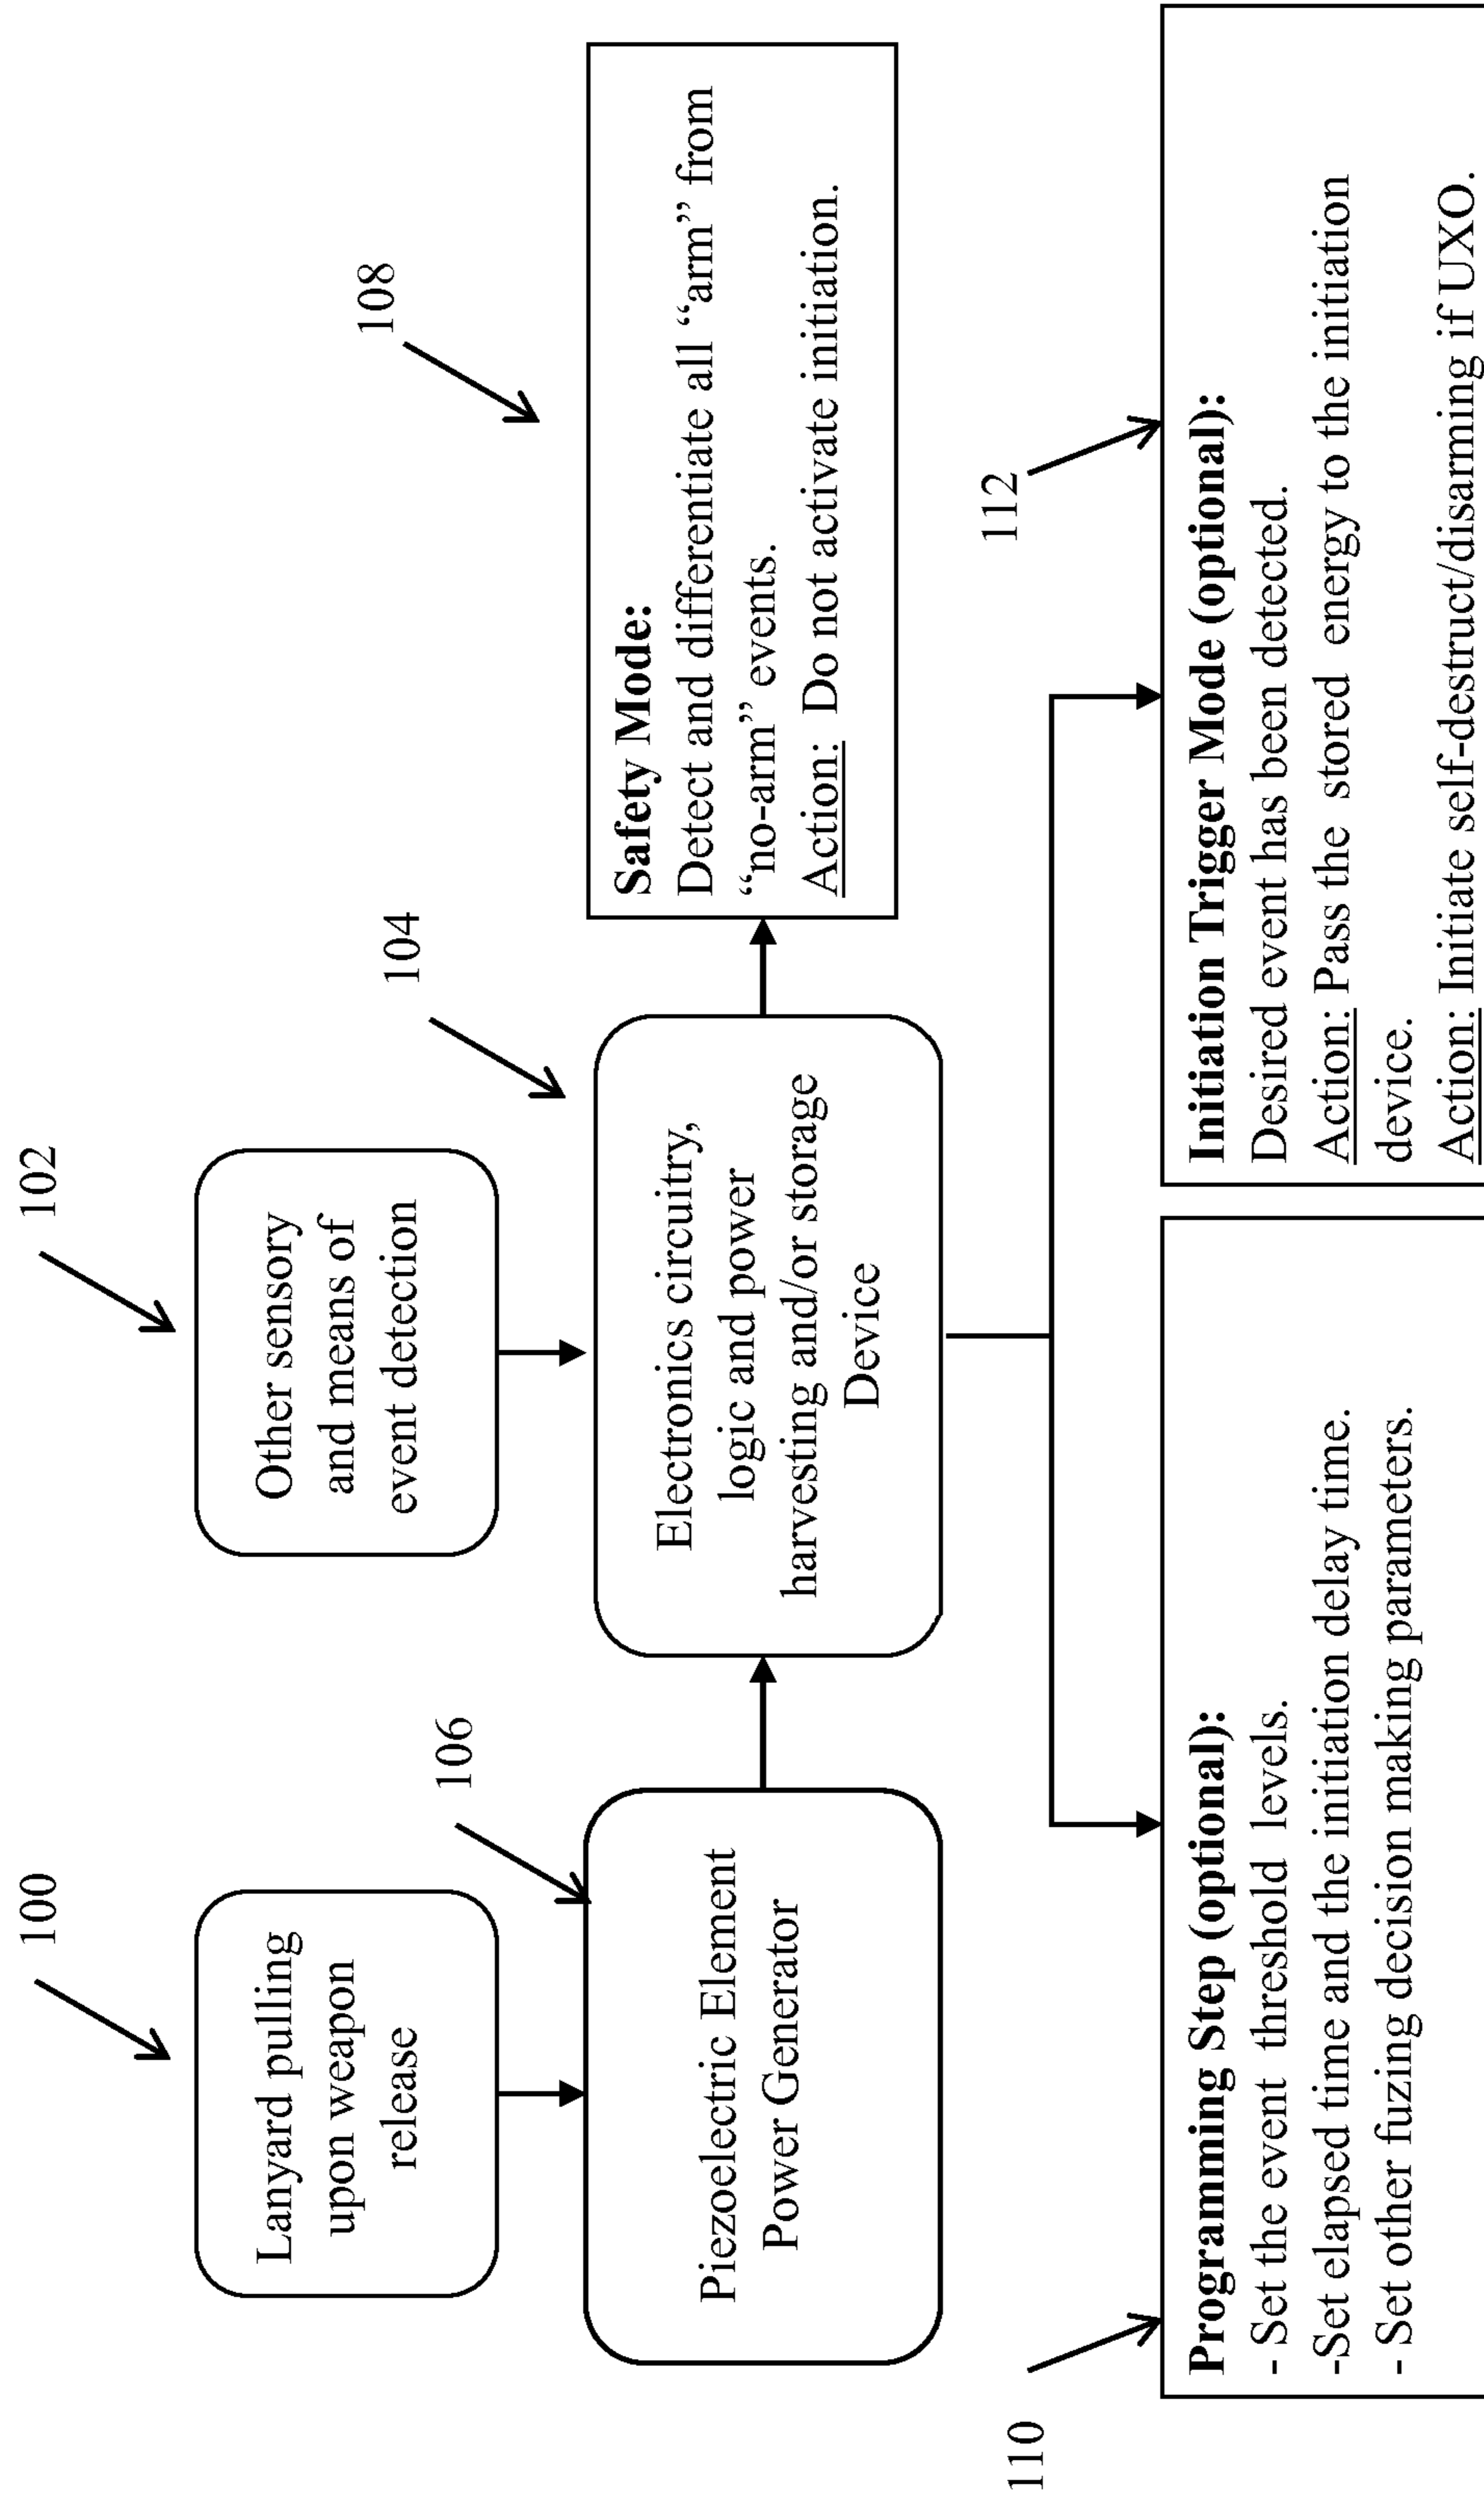 100
102
Lanyard pulling
upon weapon
release
Other sensory
and means of
event detection
106
104
108
Piezoelectric Element
Power Generator
Electronics circuitry,
logic and power
harvesting and/or storage
Device
Safety Mode:
Detect and differentiate all “arm” from
“no-arm” events.
Action: Do not activate initiation.
110
112
Programing Step (optional):
- Set the event threshold levels.
-Set elapsed time and the initiation delay time.
- Set other fuzing decision making parameters.
Initiation Trigger Mode (optional):
Desired event has been detected.
Action: Pass the stored energy to the initiation
device.
Action: Initiate self-destruct/disarming if UXO.